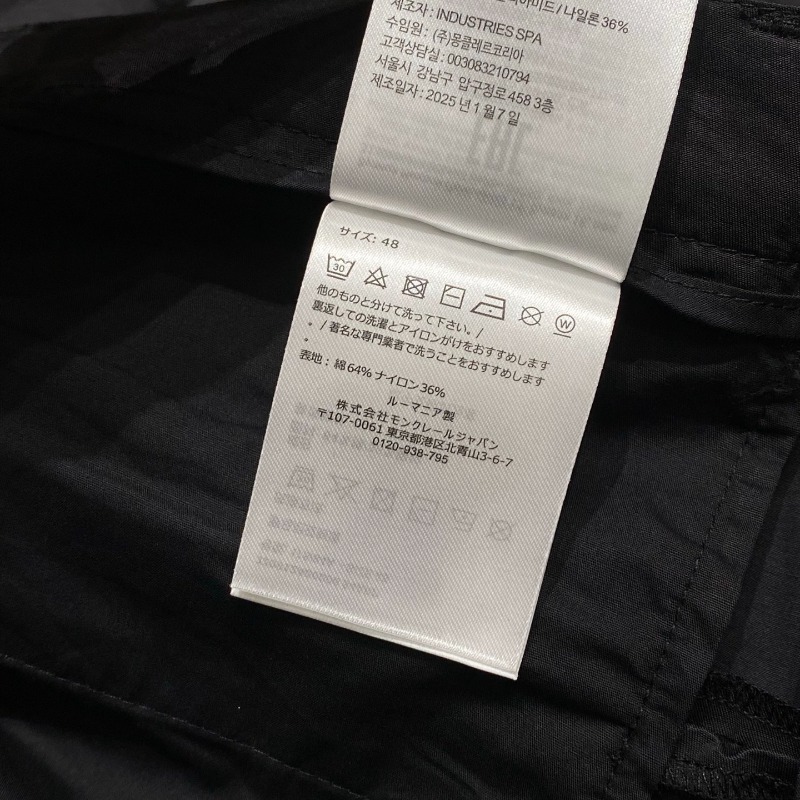 / 나일론 36%
제조자 : INDUSTRIES SPA
수입원 : (주)몽클레르코리아
고객상담실 : 003083210794
서울시 강남구 압구정로 458 3층
제조일자 : 2025 년 1 월 7 일
サイズ: 48
30
W
他のものと分けて洗って下さい。/
裏返しての洗濯とアイロンがけをおすすめします
。/ 著名な専門業者で洗うことをおすすめします
。
表地 : 綿 64% ナイロン 36%
ルーマニア製
株式会社モンクレールジャパン
〒107-0061 東京都港区北青山3-6-7
0120-938-795